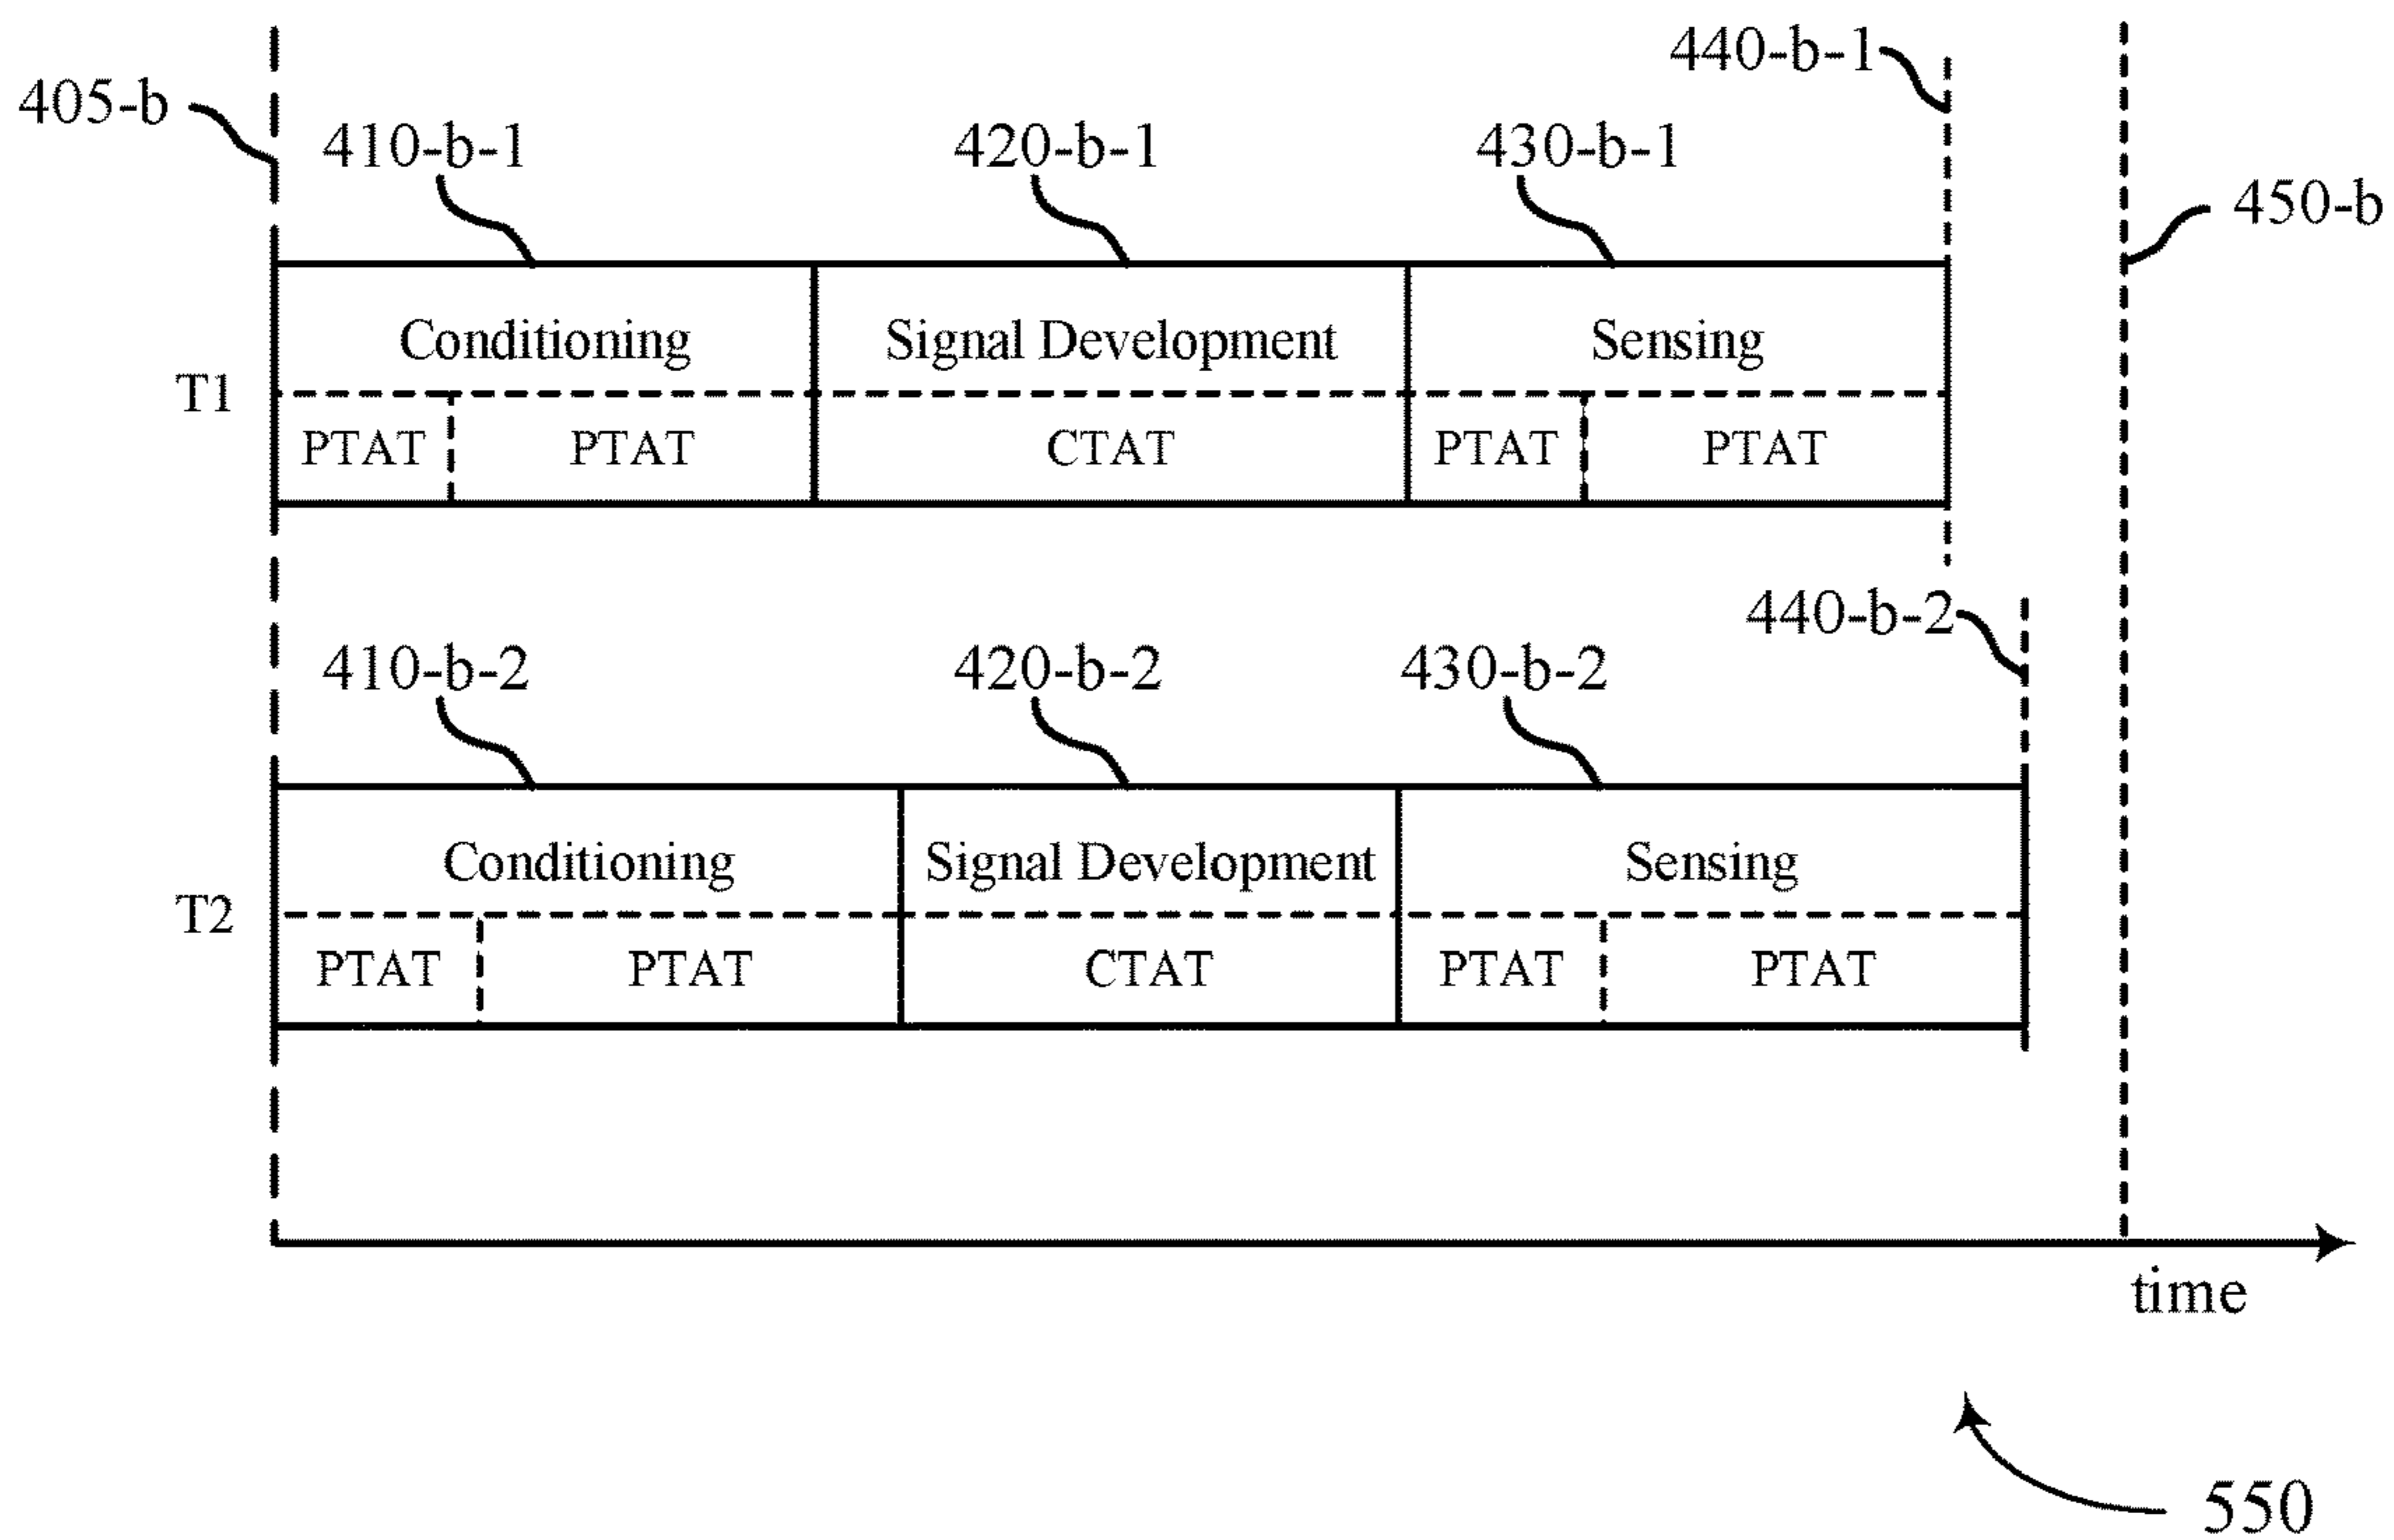 440-b-1
405-b
410-b-1 420-b-1 430-b-1
450-b
Conditioning Signal Development Sensing
T1
PTAT PTAT CTAT PTAT PTAT
440-b-2
410-b-2 420-b-2 430-b-2
Conditioning Signal Development Sensing
T2
PTAT PTAT CTAT PTAT PTAT
time
550